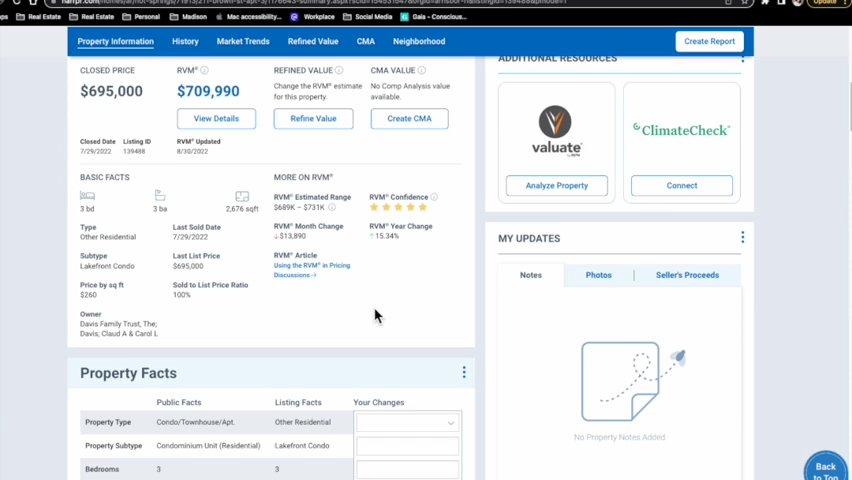 Real Estate
Real Estate
Personal
Madison
Mac accessibility...
Workplace
Social Media
Gaia - Conscious...
Update
Property Information
History
Market Trends
Refined Value
CMA
Neighborhood
Create Report
CLOSED PRICE
$695,000
RVM®
$709,990
View Details
REFINED VALUE
Change the RVM® estimate
for this property.
Refine Value
CMA VALUE
No Comp Analysis value
available.
Create CMA
Closed Date
7/29/2022
Listing ID
139488
RVM® Updated
8/30/2022
BASIC FACTS
3 bd
3 ba
2,676 sqft
Type
Other Residential
Last Sold Date
7/29/2022
Subtype
Lakefront Condo
Last List Price
$695,000
Price by sq ft
$260
Sold to List Price Ratio
100%
Owner
Davis Family Trust, The;
Davis; Claud A & Carol L
MORE ON RVM®
RVM® Estimated Range
$689K – $731K
RVM® Confidence
RVM® Month Change
↓$13,890
RVM® Year Change
↑15.34%
RVM® Article
Using the RVM® in Pricing
Discussions →
Property Facts
Public Facts
Listing Facts
Your Changes
Property Type
Condo/Townhouse/Apt.
Other Residential
Property Subtype
Condominium Unit (Residential)
Lakefront Condo
Bedrooms
3
3
ADDITIONAL RESOURCES
valuate
Analyze Property
ClimateCheck
Connect
MY UPDATES
Notes
Photos
Seller's Proceeds
No Property Notes Added
Back
to Top